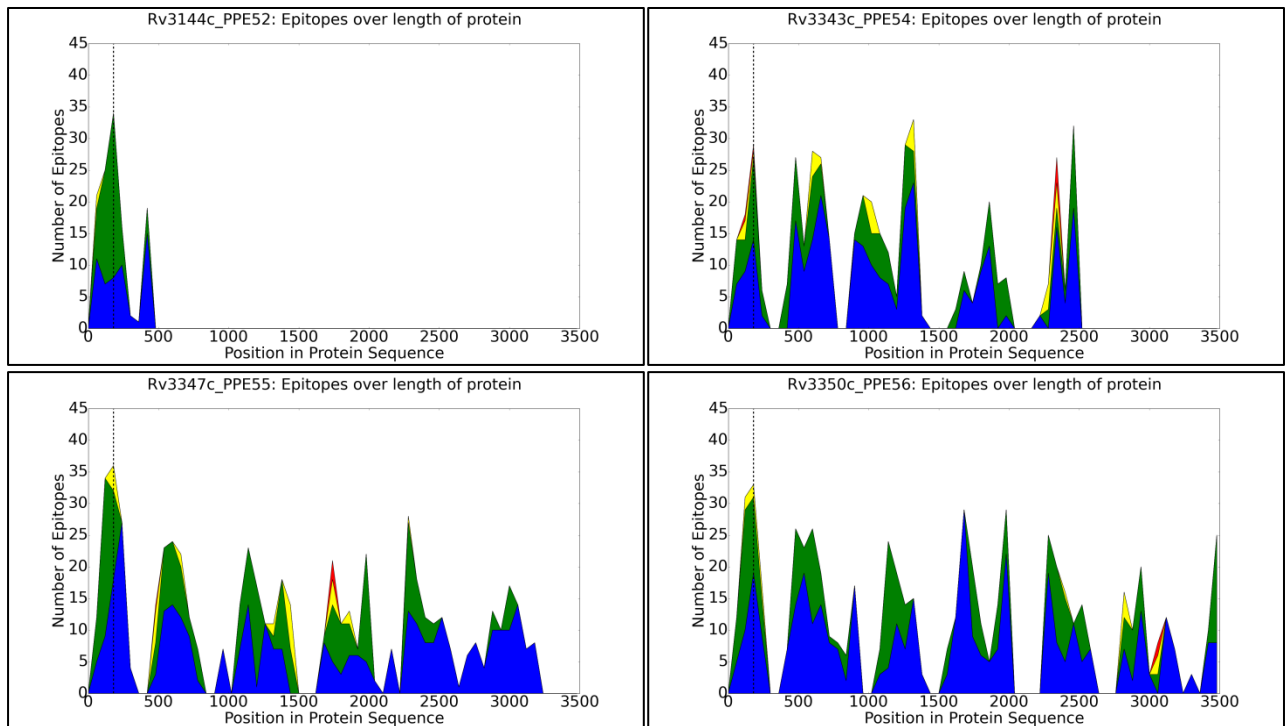 Rv3144c_PPE52: Epitopes over length of protein
45
40
35
30
25
20
15
10
5
0
Number of Epitopes
0 500 1000 1500 2000 2500 3000 3500
Position in Protein Sequence
Rv3343c_PPE54: Epitopes over length of protein
45
40
35
30
25
20
15
10
5
0
Number of Epitopes
0 500 1000 1500 2000 2500 3000 3500
Position in Protein Sequence
Rv3347c_PPE55: Epitopes over length of protein
45
40
35
30
25
20
15
10
5
0
Number of Epitopes
0 500 1000 1500 2000 2500 3000 3500
Position in Protein Sequence
Rv3350c_PPE56: Epitopes over length of protein
45
40
35
30
25
20
15
10
5
0
Number of Epitopes
0 500 1000 1500 2000 2500 3000 3500
Position in Protein Sequence